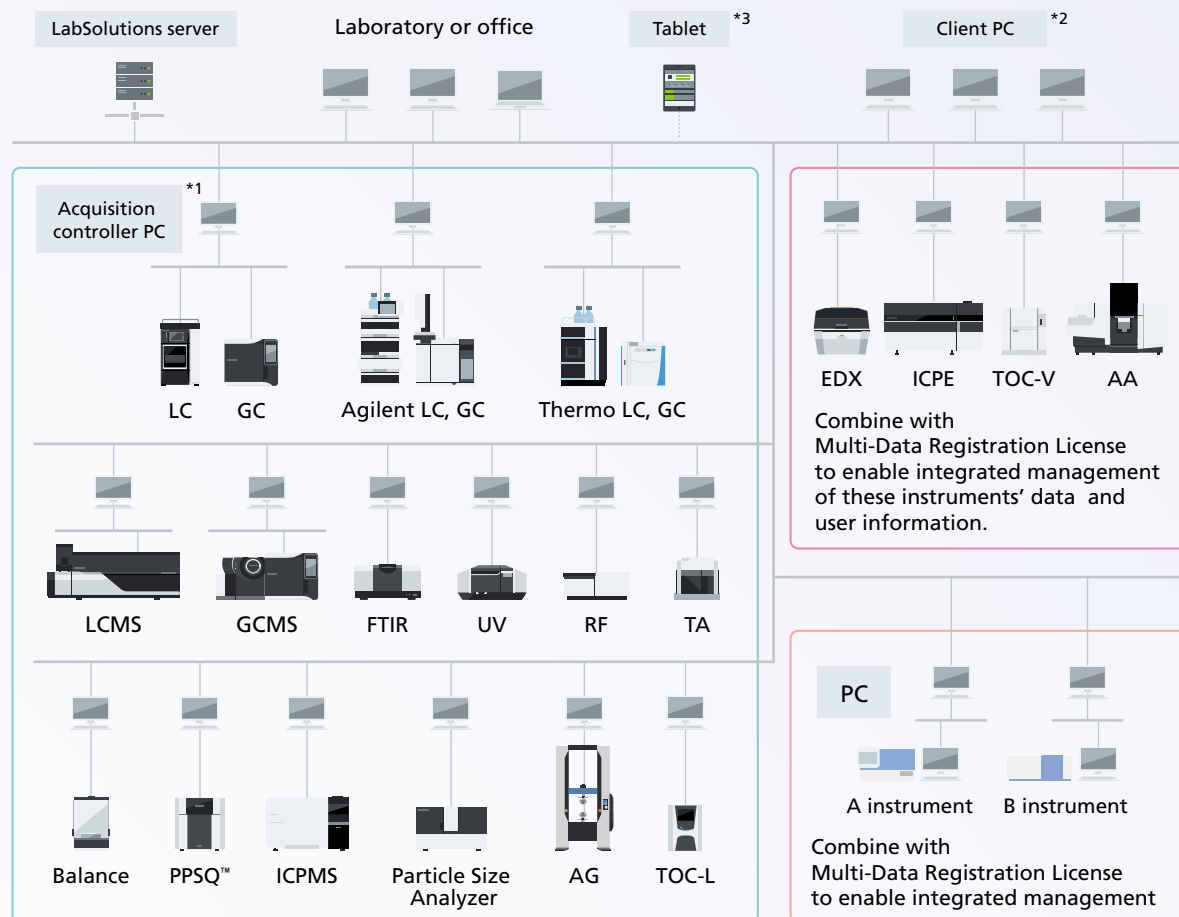 LabSolutions server
Laboratory or office
Tablet *3
Client PC *2
Acquisition
controller PC *1
LC
GC
Agilent LC, GC
Thermo LC, GC
EDX
ICPE
TOC-V
AA
Combine with
Multi-Data Registration License
to enable integrated management
of these instruments’ data and
user information.
LCMS
GCMS
FTIR
UV
RF
TA
PC
A instrument
B instrument
Combine with
Multi-Data Registration License
to enable integrated management
Balance
PPSQ™
ICPMS
Particle Size
Analyzer
AG
TOC-L